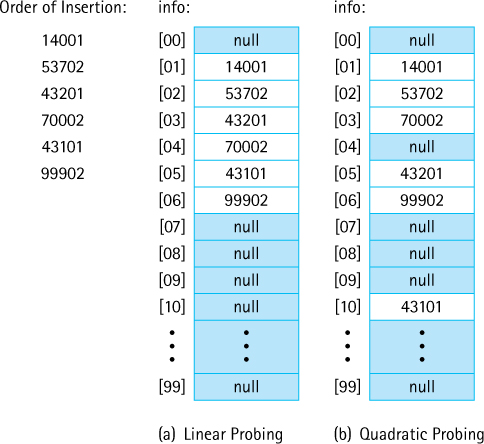 Order of Insertion: info: info:
14001 [00] null [00] null
53702 [01] 14001 [01] 14001
43201 [02] 53702 [02] 53702
70002 [03] 43201 [03] 70002
43101 [04] 70002 [04] null
99902 [05] 43101 [05] 43201
[06] 99902 [06] 99902
[07] null [07] null
[08] null [08] null
[09] null [09] null
[10] null [10] 43101
[99] null [99] null
(a) Linear Probing (b) Quadratic Probing